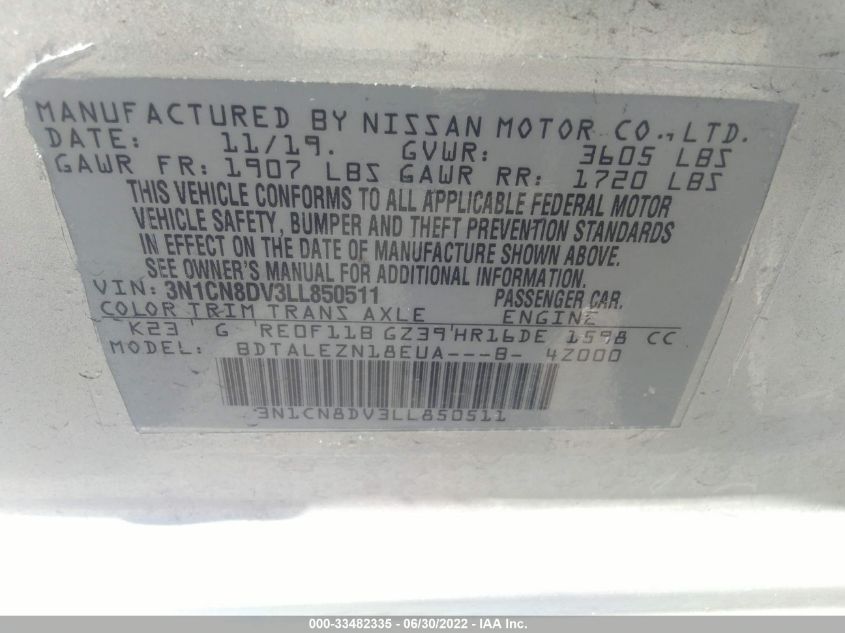 MANUFACTURED BY NISSAN MOTOR CO., LTD.
DATE: 11/19. GVWR: 3605 LBS
GAWR FR: 1907 LBS GAWR RR: 1720 LBS
THIS VEHICLE CONFORMS TO ALL APPLICABLE FEDERAL MOTOR
VEHICLE SAFETY, BUMPER AND THEFT PREVENTION STANDARDS
IN EFFECT ON THE DATE OF MANUFACTURE SHOWN ABOVE.
SEE OWNER'S MANUAL FOR ADDITIONAL INFORMATION.
VIN: 3N1CN8DV3LL850511 PASSENGER CAR.
COLOR TRIM TRANS AXLE ENGINE
K23 ' G 'RE0F11B GZ39'HR16DE 1598 CC
MODEL: BDTALEZN18EUA---B- 4Z000
3N1CN8DV3LL850511
000-33482335 - 06/30/2022 - IAA Inc.